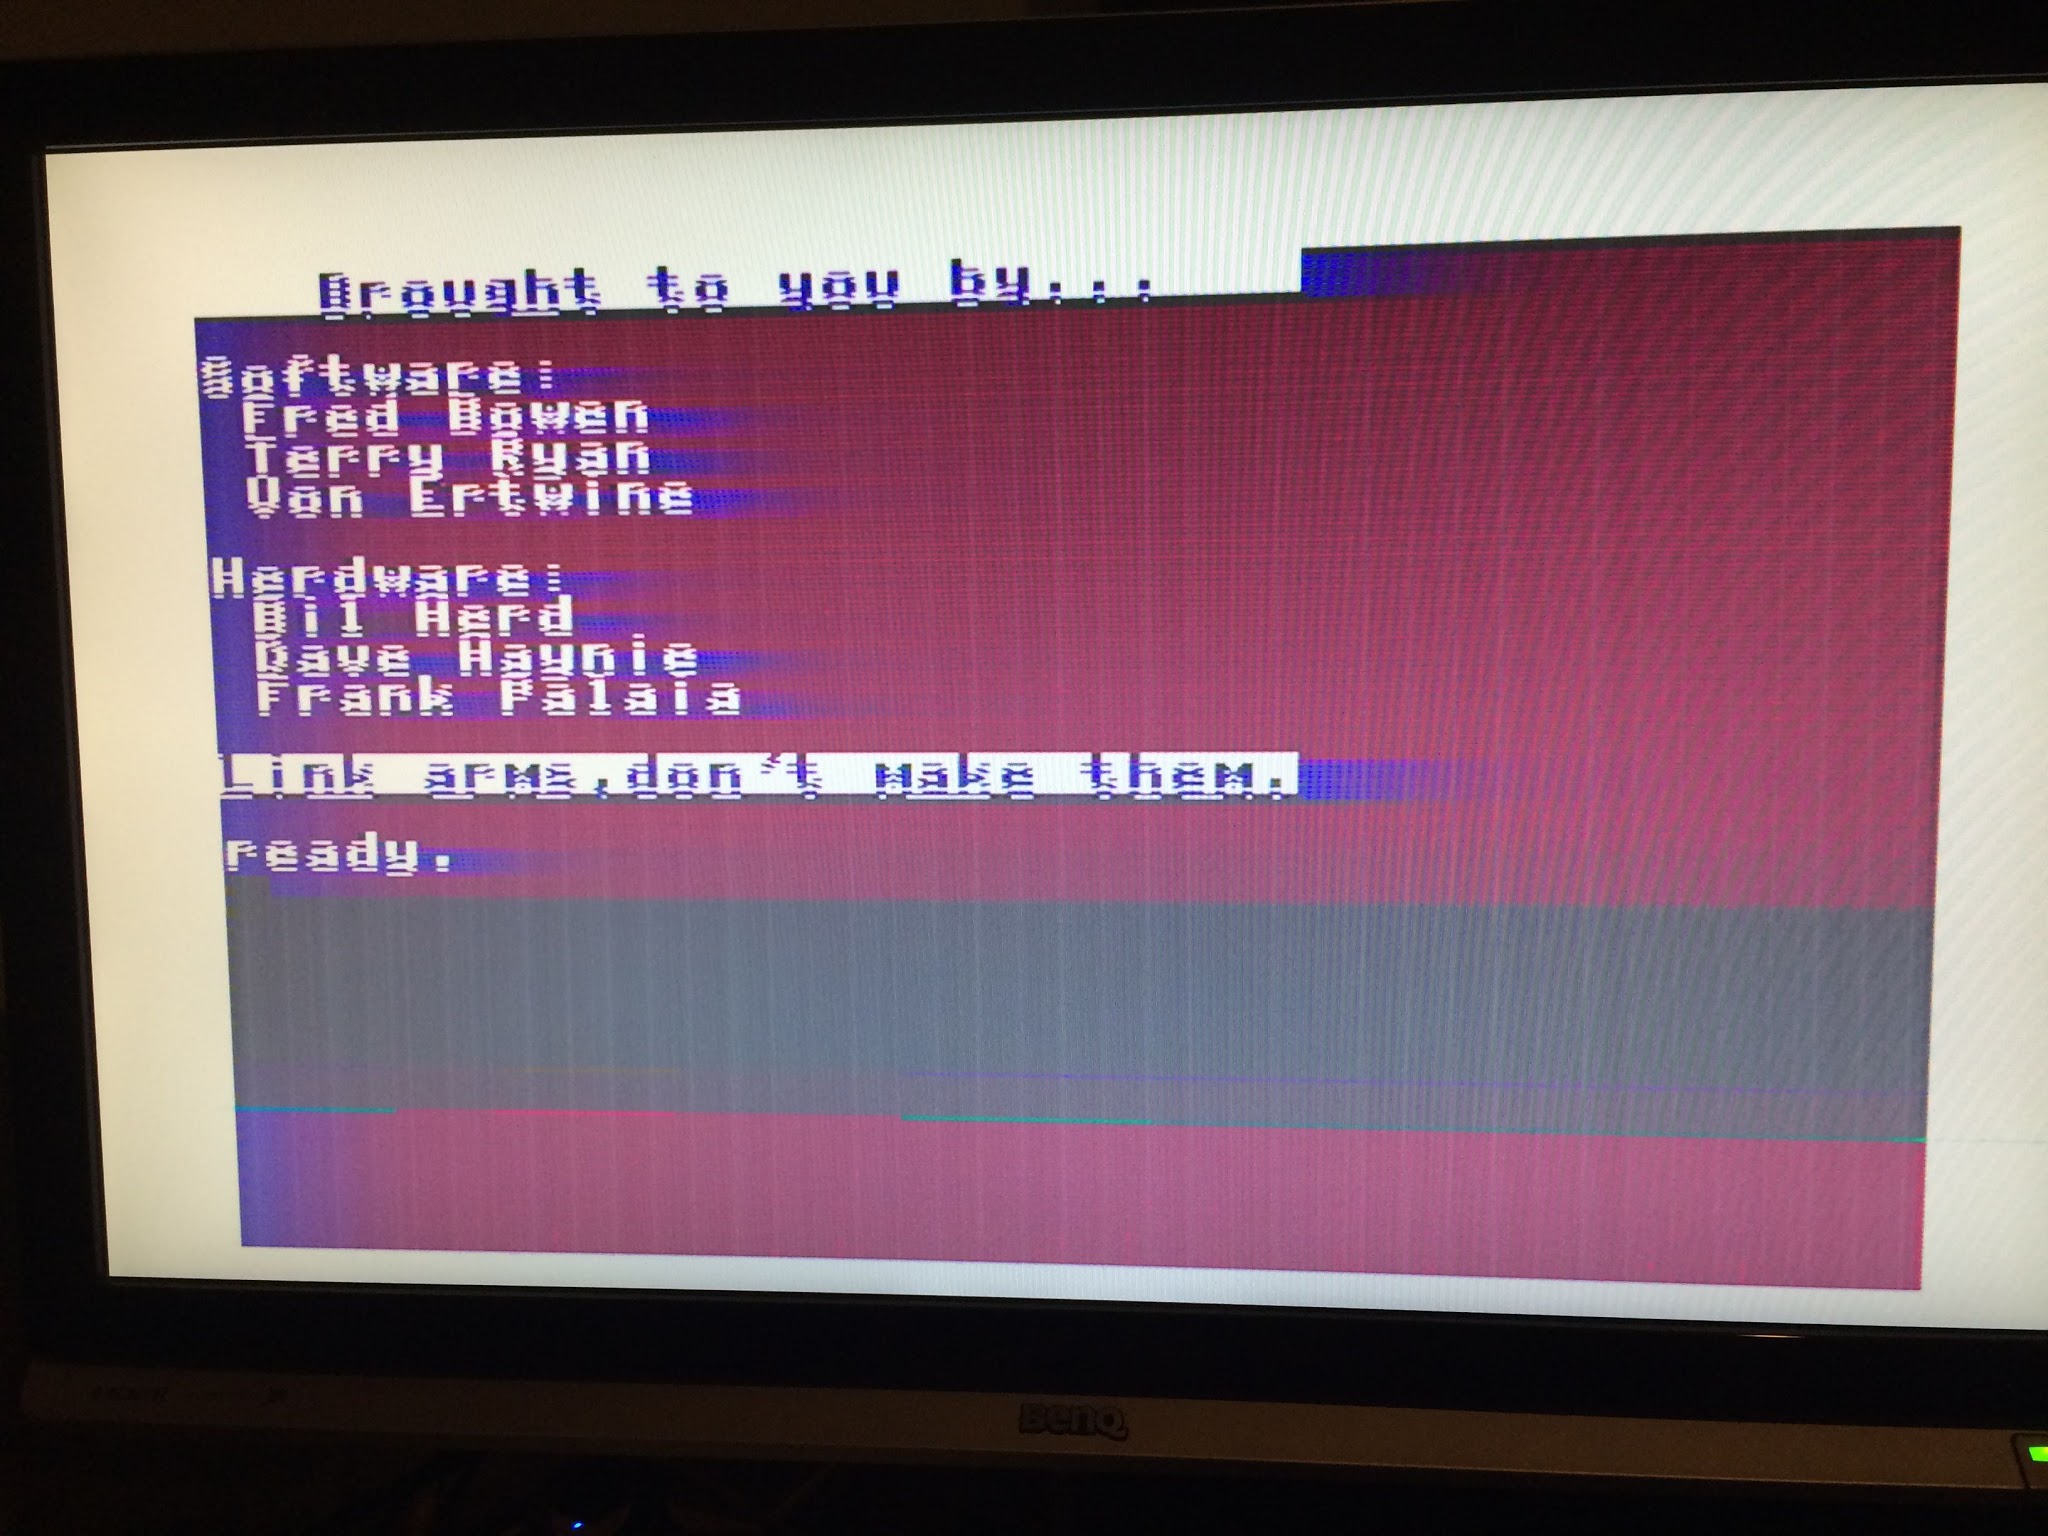 Brought to you by...
Software:
Fred Bowen
Terry Ryan
Von Ertwine
Herdware:
Bil Herd
Dave Haynie
Frank Palaia
Link arms,don't make them.
ready.
BenQ